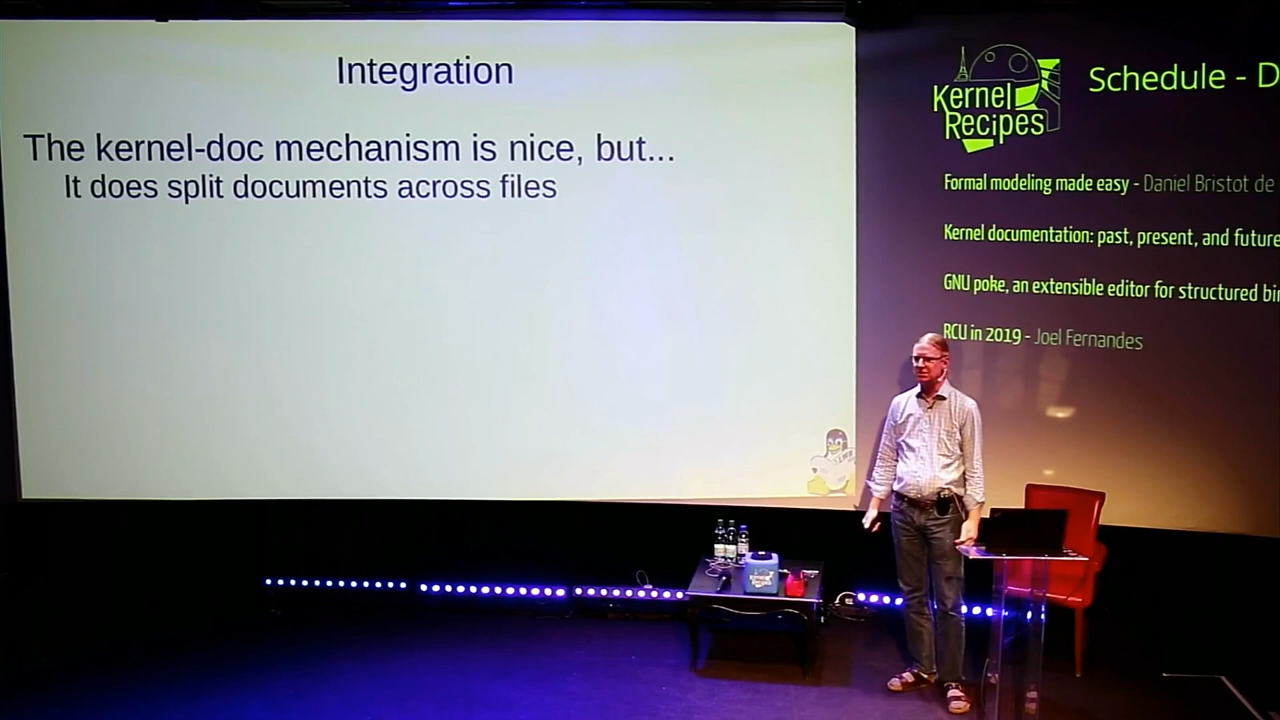 Integration
The kernel-doc mechanism is nice, but...
It does split documents across files
Kernel
Recipes
Schedule - D
Formal modeling made easy - Daniel Bristot de
Kernel documentation: past, present, and future
GNU poke, an extensible editor for structured bi
RCU in 2019 - Joel Fernandes
Kernel
Recipes